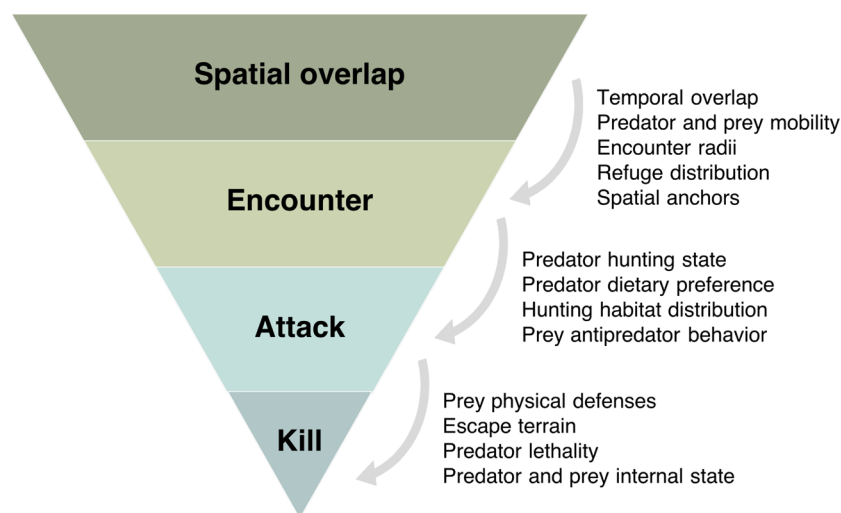 Spatial overlap
Temporal overlap
Predator and prey mobility
Encounter radii
Refuge distribution
Spatial anchors
Encounter
Predator hunting state
Predator dietary preference
Hunting habitat distribution
Prey antipredator behavior
Attack
Prey physical defenses
Escape terrain
Predator lethality
Predator and prey internal state
Kill